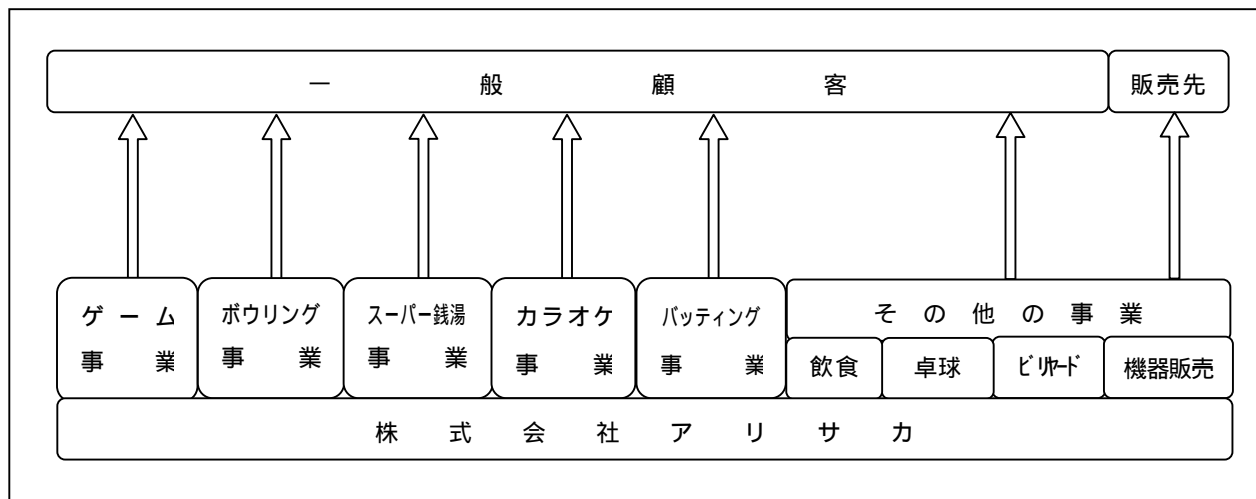 一般顧客 販売先
ゲーム ボウリング スーパー銭湯 カラオケ バッティング その他の事業
事業 事業 事業 事業 事業 飲食 卓球 ビリヤード 機器販売
株式会社アリサカ